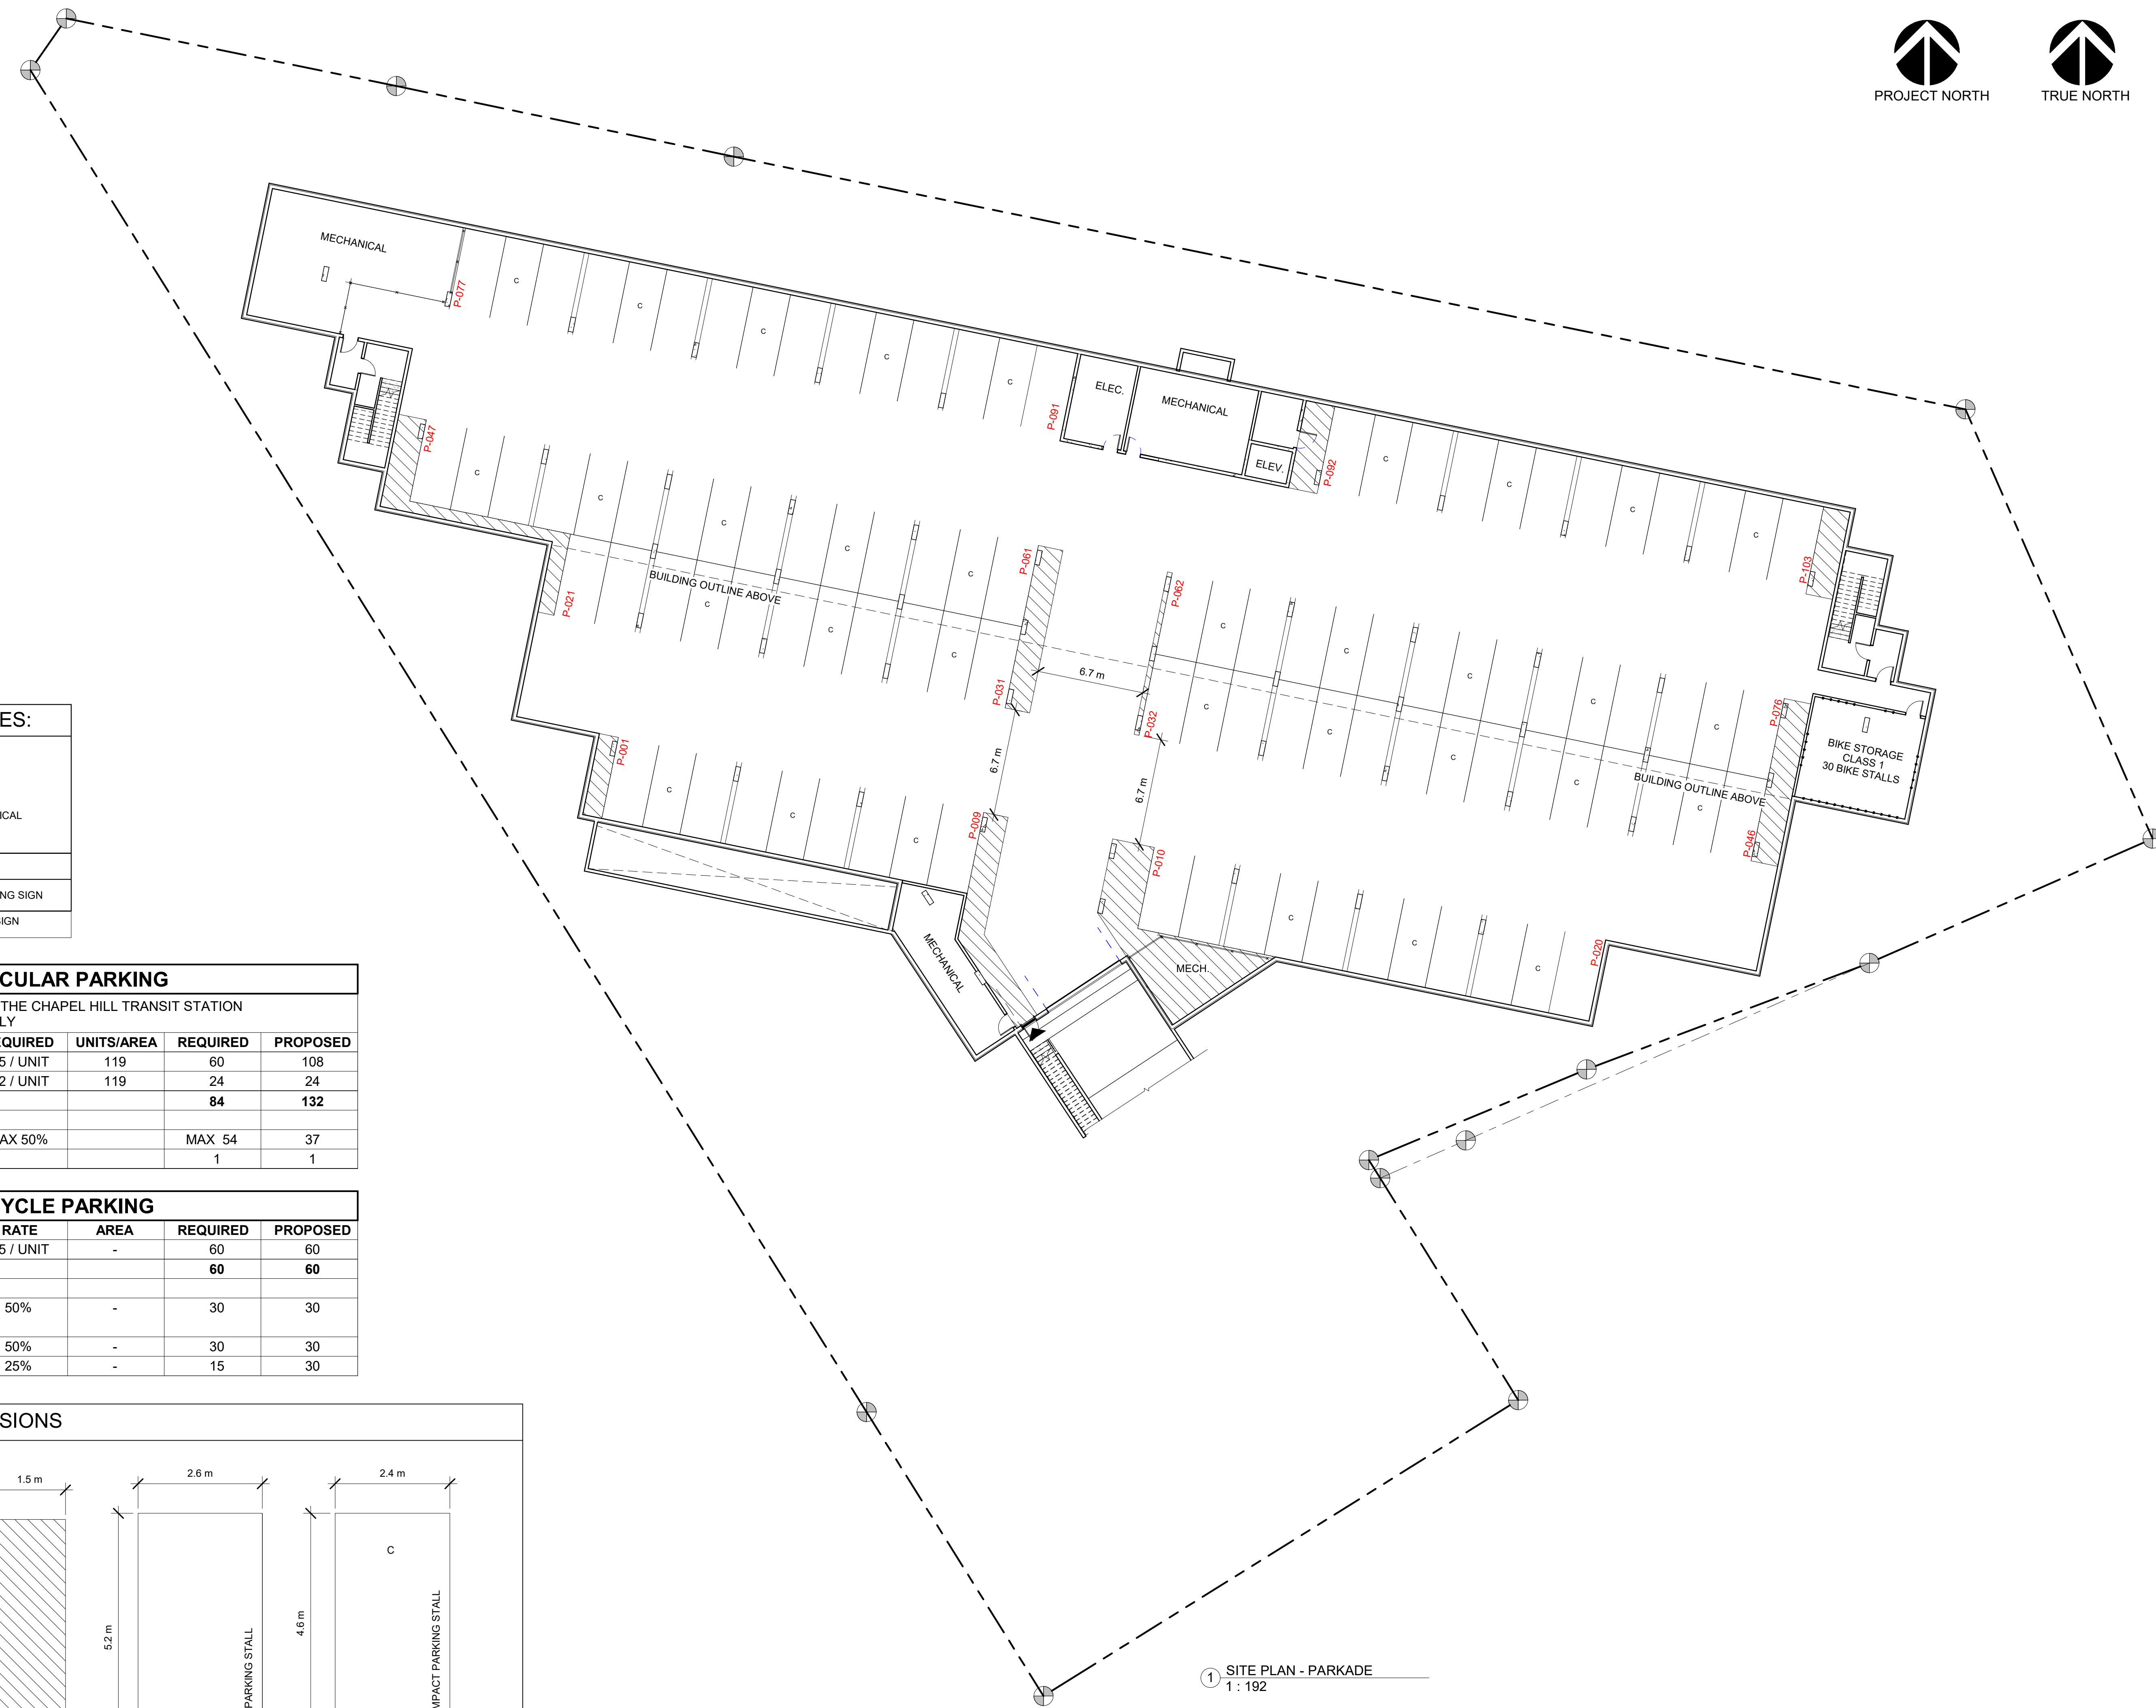 PROJECT NORTH
TRUE NORTH
MECHANICAL
P-077
C
C
C
C
C
P-091
ELEC.
MECHANICAL
ELEV.
P-092
C
C
C
C
P-103
P-047
C
C
C
C
C
P-061
P-062
C
C
C
C
C
P-076
BUILDING OUTLINE ABOVE
P-021
C
C
C
P-031
6.7 m
P-032
C
C
C
C
C
P-046
BUILDING OUTLINE ABOVE
BIKE STORAGE
CLASS 1
30 BIKE STALLS
6.7 m
6.7 m
P-001
C
C
C
P-009
P-010
C
C
C
P-020
MECHANICAL
MECH.
ES:
ICAL
NG SIGN
SIGN
CULAR PARKING
THE CHAPEL HILL TRANSIT STATION
LY
EQUIRED UNITS/AREA REQUIRED PROPOSED
5 / UNIT 119 60 108
2 / UNIT 119 24 24
84 132
AX 50% MAX 54 37
1 1
YCLE PARKING
RATE AREA REQUIRED PROPOSED
5 / UNIT - 60 60
60 60
50% - 30 30
50% - 30 30
25% - 15 30
SIONS
1.5 m
2.6 m
2.4 m
C
5.2 m
PARKING STALL
4.6 m
MPACT PARKING STALL
1 SITE PLAN - PARKADE
1 : 192